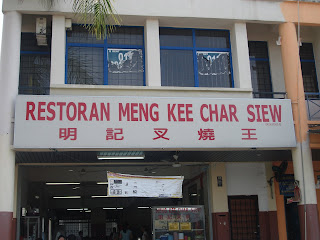 RESTORAN MENG KEE CHAR SIEW
明記叉燒王